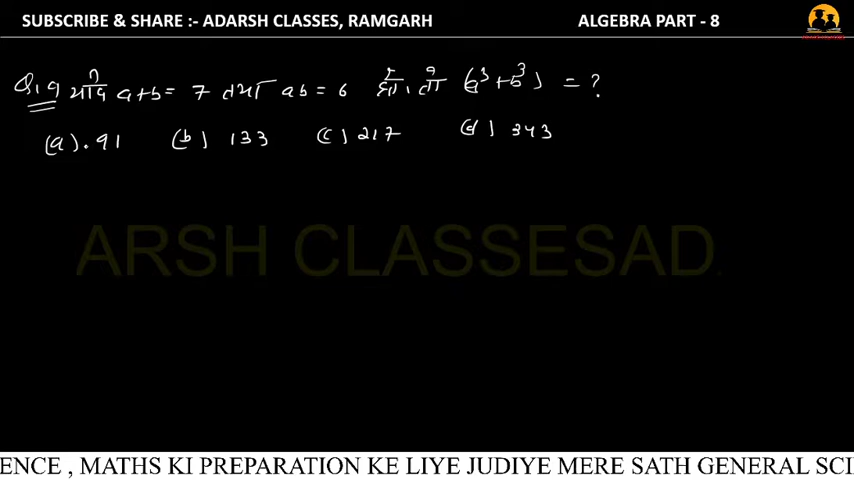 SUBSCRIBE & SHARE :- ADARSH CLASSES, RAMGARH ALGEBRA PART - 8
Q.9 यदि a+b = 7 तथा ab = 6 हो, तो (a³+b³) = ?
(a) . 91 (b) 133 (c) 217 (d) 343
ARSH CLASSESAD
ENCE , MATHS KI PREPARATION KE LIYE JUDIYE MERE SATH GENERAL SCI